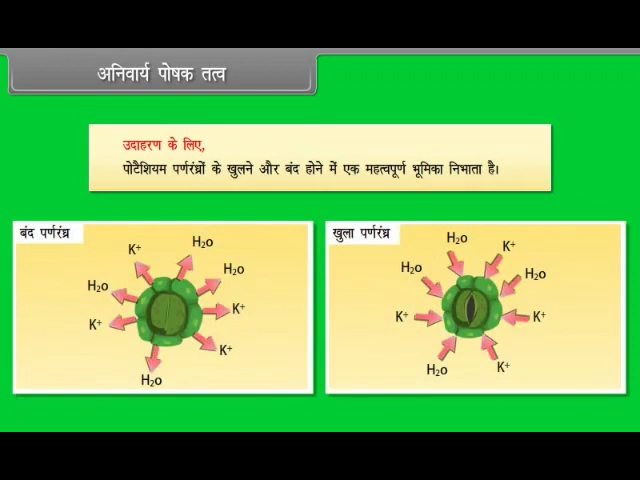 अनिवार्य पोषक तत्व
उदाहरण के लिए,
पोटैशियम पर्णरंध्रों के खुलने और बंद होने में एक महत्वपूर्ण भूमिका निभाता है।
बंद पर्णरंध्र
H₂o
K⁺
H₂o
H₂o
K⁺
K⁺
K⁺
H₂o
खुला पर्णरंध्र
H₂o
K⁺
H₂o
H₂o
K⁺
K⁺
H₂o
K⁺